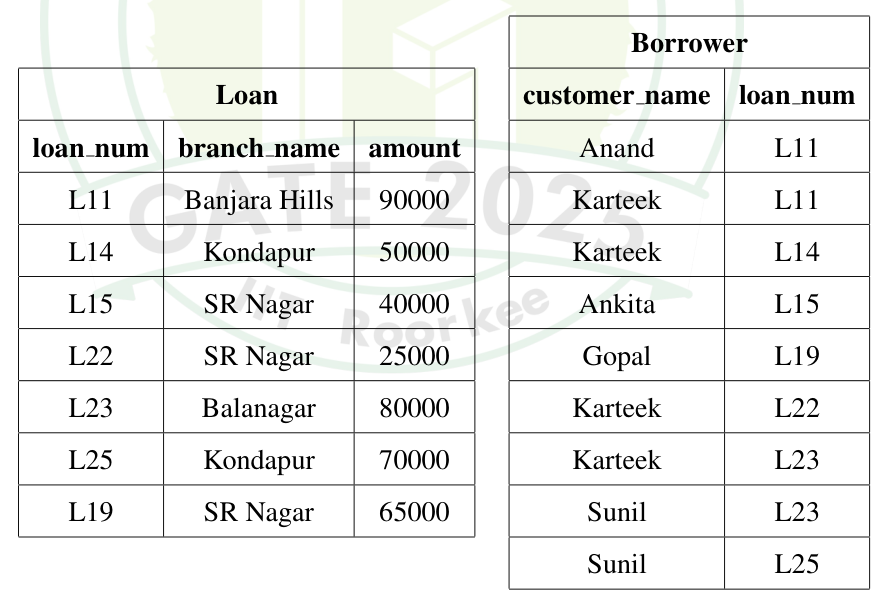 Loan
loan_num branch_name amount
L11 Banjara Hills 90000
L14 Kondapur 50000
L15 SR Nagar 40000
L22 SR Nagar 25000
L23 Balanagar 80000
L25 Kondapur 70000
L19 SR Nagar 65000
Borrower
customer_name loan_num
Anand L11
Karteek L11
Karteek L14
Ankita L15
Gopal L19
Karteek L22
Karteek L23
Sunil L23
Sunil L25
GATE 2025
IIT Roorkee